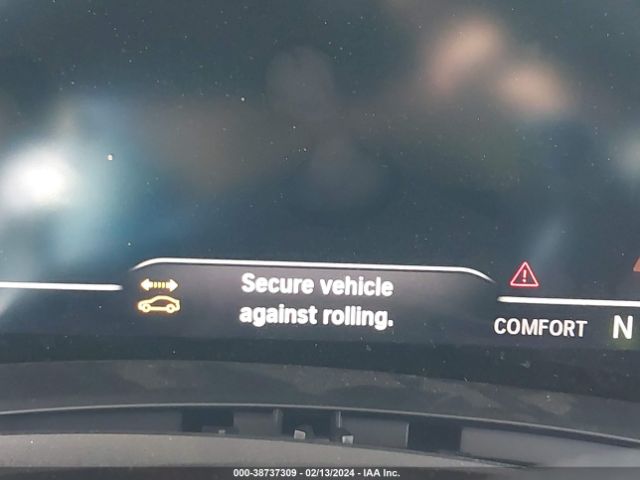 Secure vehicle
against rolling.
COMFORT N
000-38737309 - 02/13/2024 - IAA Inc.